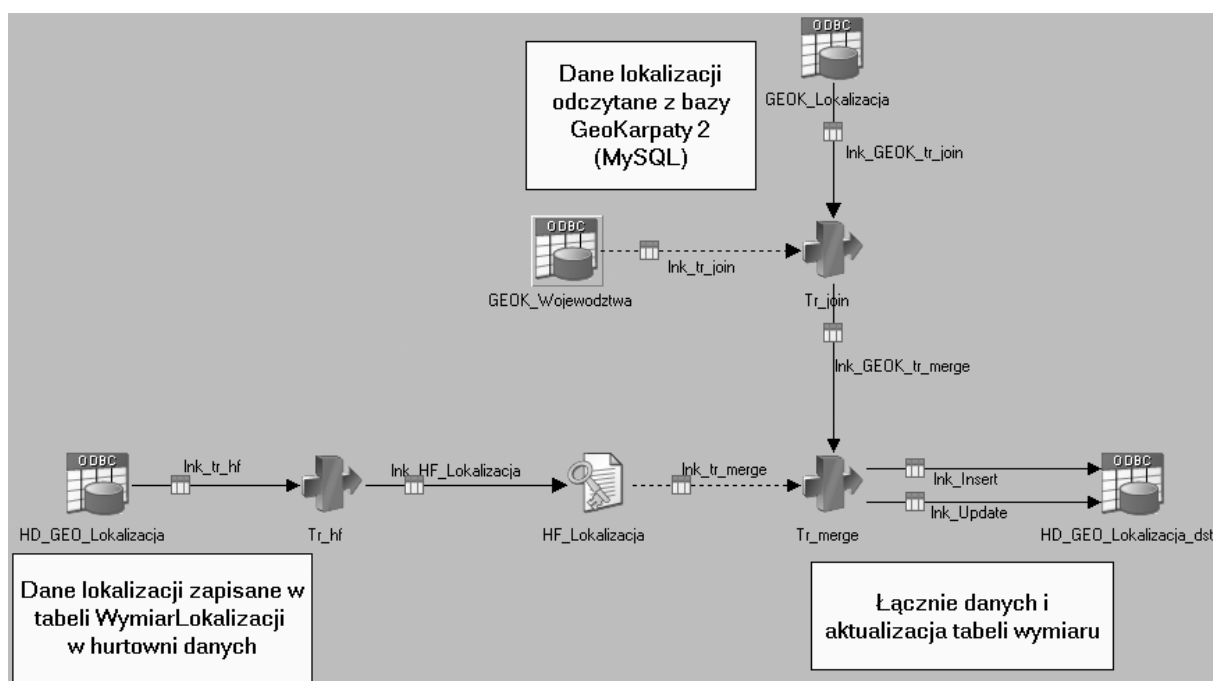 ODBC
GEOK_Lokalizacja
Dane lokalizacji
odczytane z bazy
GeoKarpaty 2
(MySQL)
lnk_GEOK_tr_join
ODBC
GEOK_Wojewodztwa
lnk_tr_join
Tr_join
lnk_GEOK_tr_merge
ODBC
HD_GEO_Lokalizacja
lnk_tr_hf
Tr_hf
lnk_HF_Lokalizacja
HF_Lokalizacja
lnk_tr_merge
Tr_merge
lnk_Insert
lnk_Update
ODBC
HD_GEO_Lokalizacja_dst
Dane lokalizacji zapisane w
tabeli WymiarLokalizacji
w hurtowni danych
Łącznie danych i
aktualizacja tabeli wymiaru